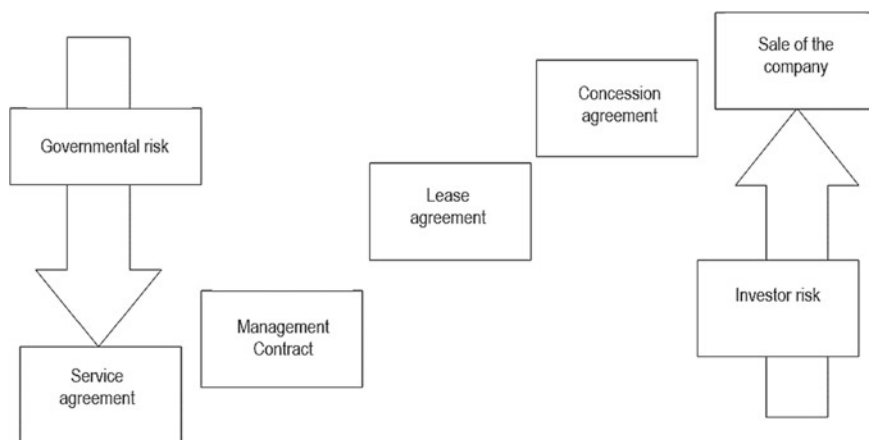 Sale of the
company
Concession
agreement
Governmental risk
Lease
agreement
Investor risk
Management
Contract
Service
agreement